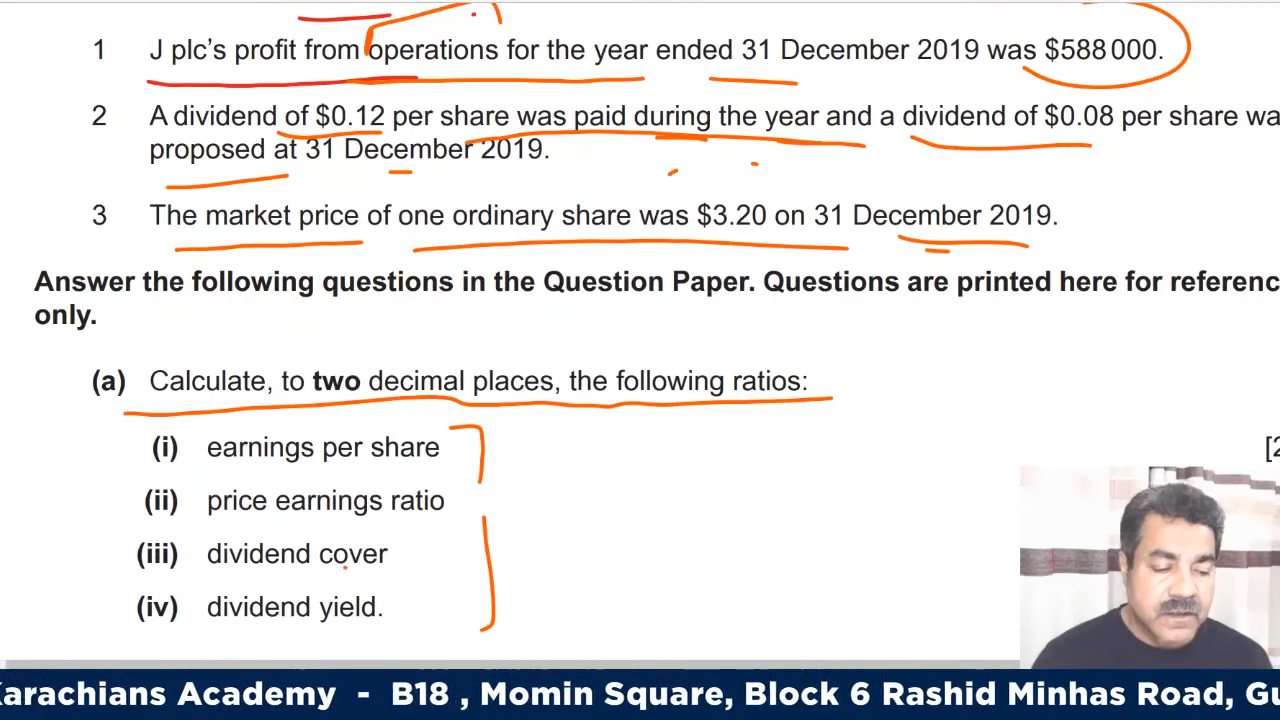 1 J plc's profit from operations for the year ended 31 December 2019 was $588 000.
2 A dividend of $0.12 per share was paid during the year and a dividend of $0.08 per share wa
proposed at 31 December 2019.
3 The market price of one ordinary share was $3.20 on 31 December 2019.
Answer the following questions in the Question Paper. Questions are printed here for referenc
only.
(a) Calculate, to two decimal places, the following ratios:
(i) earnings per share [2
(ii) price earnings ratio
(iii) dividend cover
(iv) dividend yield.
Karachians Academy - B18 , Momin Square, Block 6 Rashid Minhas Road, Gu